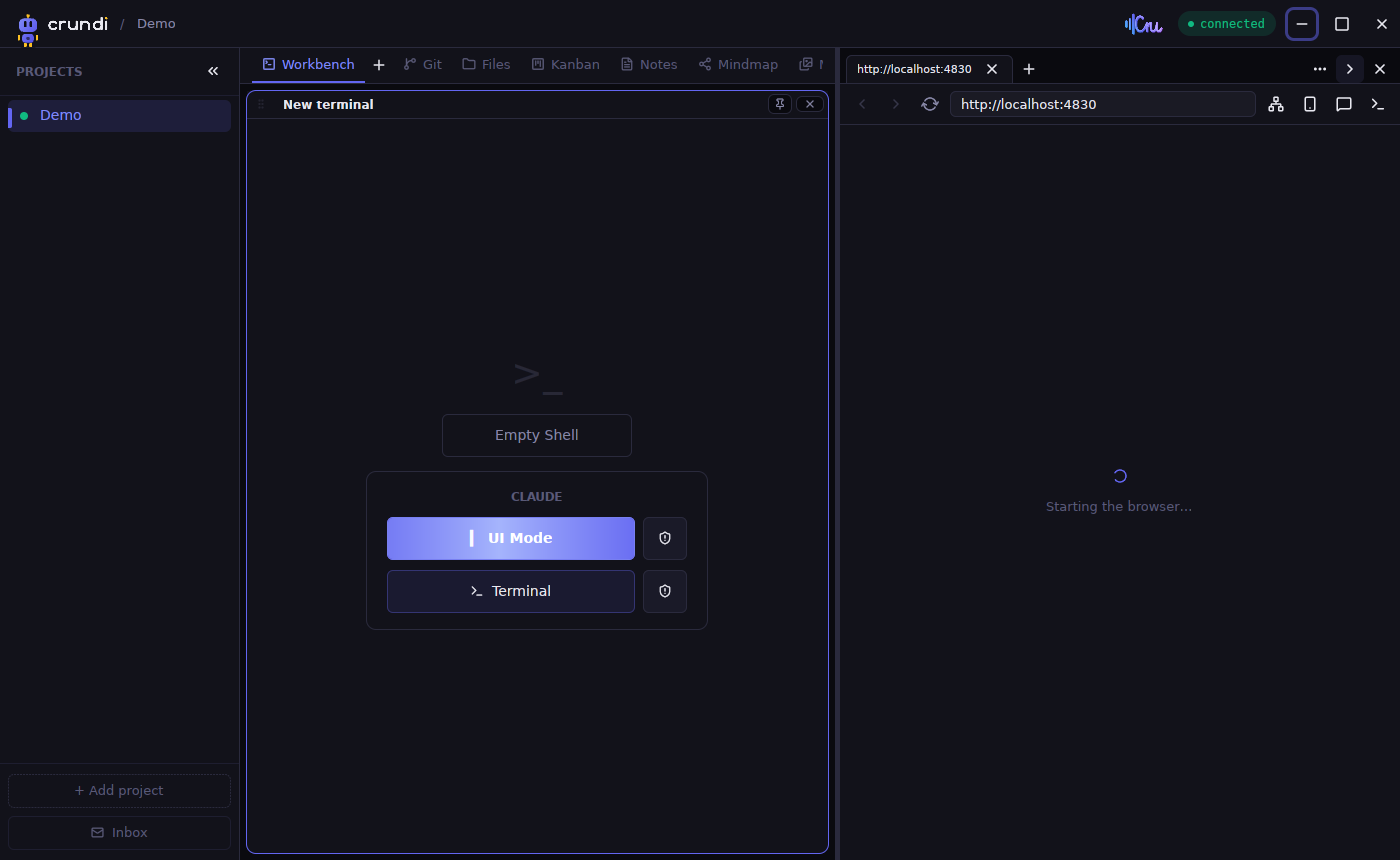 crundi / Demo
Cru
connected
PROJECTS
Demo
+ Add project
Inbox
Workbench
Git
Files
Kanban
Notes
Mindmap
New terminal
>_
Empty Shell
CLAUDE
UI Mode
Terminal
http://localhost:4830
http://localhost:4830
Starting the browser...